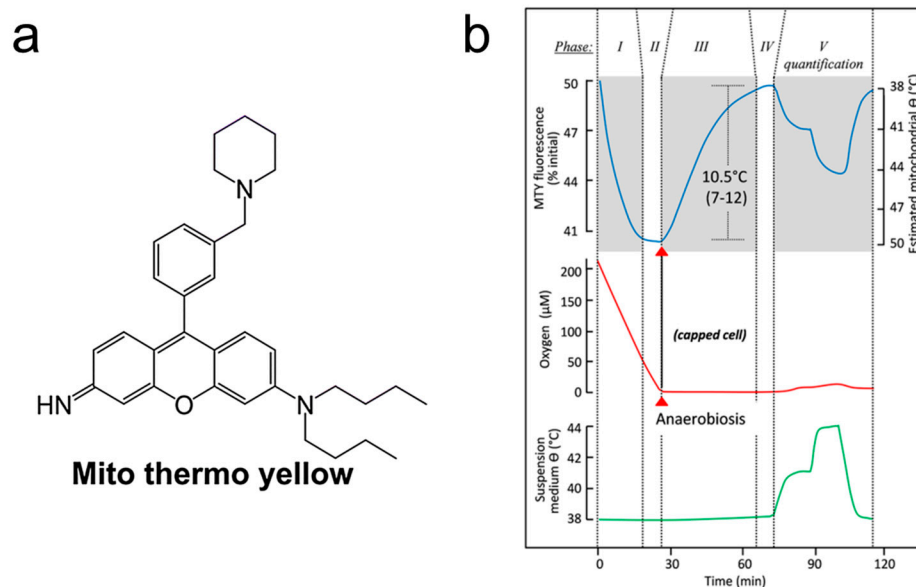 a
N
HN
O
N
Mito thermo yellow
b
Phase: I II III IV V
quantification
MTY fluorescence
(% initial)
50
47
44
41
10.5°C
(7-12)
38
41
44
47
50
Estimated mitochondrial Θ (°C)
Oxygen (µM)
200
150
100
50
0
(capped cell)
Anaerobiosis
Suspension
medium Θ (°C)
44
42
40
38
0 30 60 90 120
Time (min)